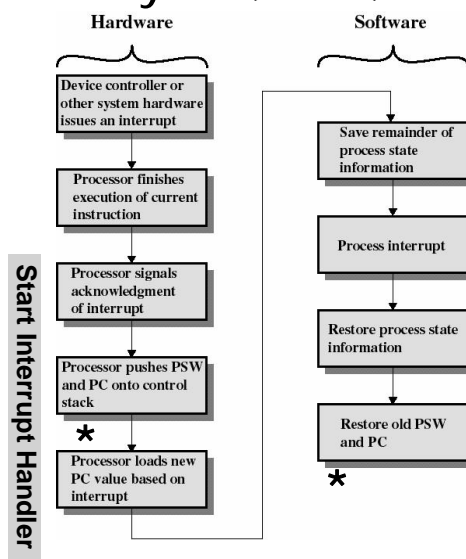 Hardware
Software
Device controller or
other system hardware
issues an interrupt
Processor finishes
execution of current
instruction
Processor signals
acknowledgment
of interrupt
Processor pushes PSW
and PC onto control
stack
*
Processor loads new
PC value based on
interrupt
Save remainder of
process state
information
Process interrupt
Restore process state
information
Restore old PSW
and PC
*
Start Interrupt Handler